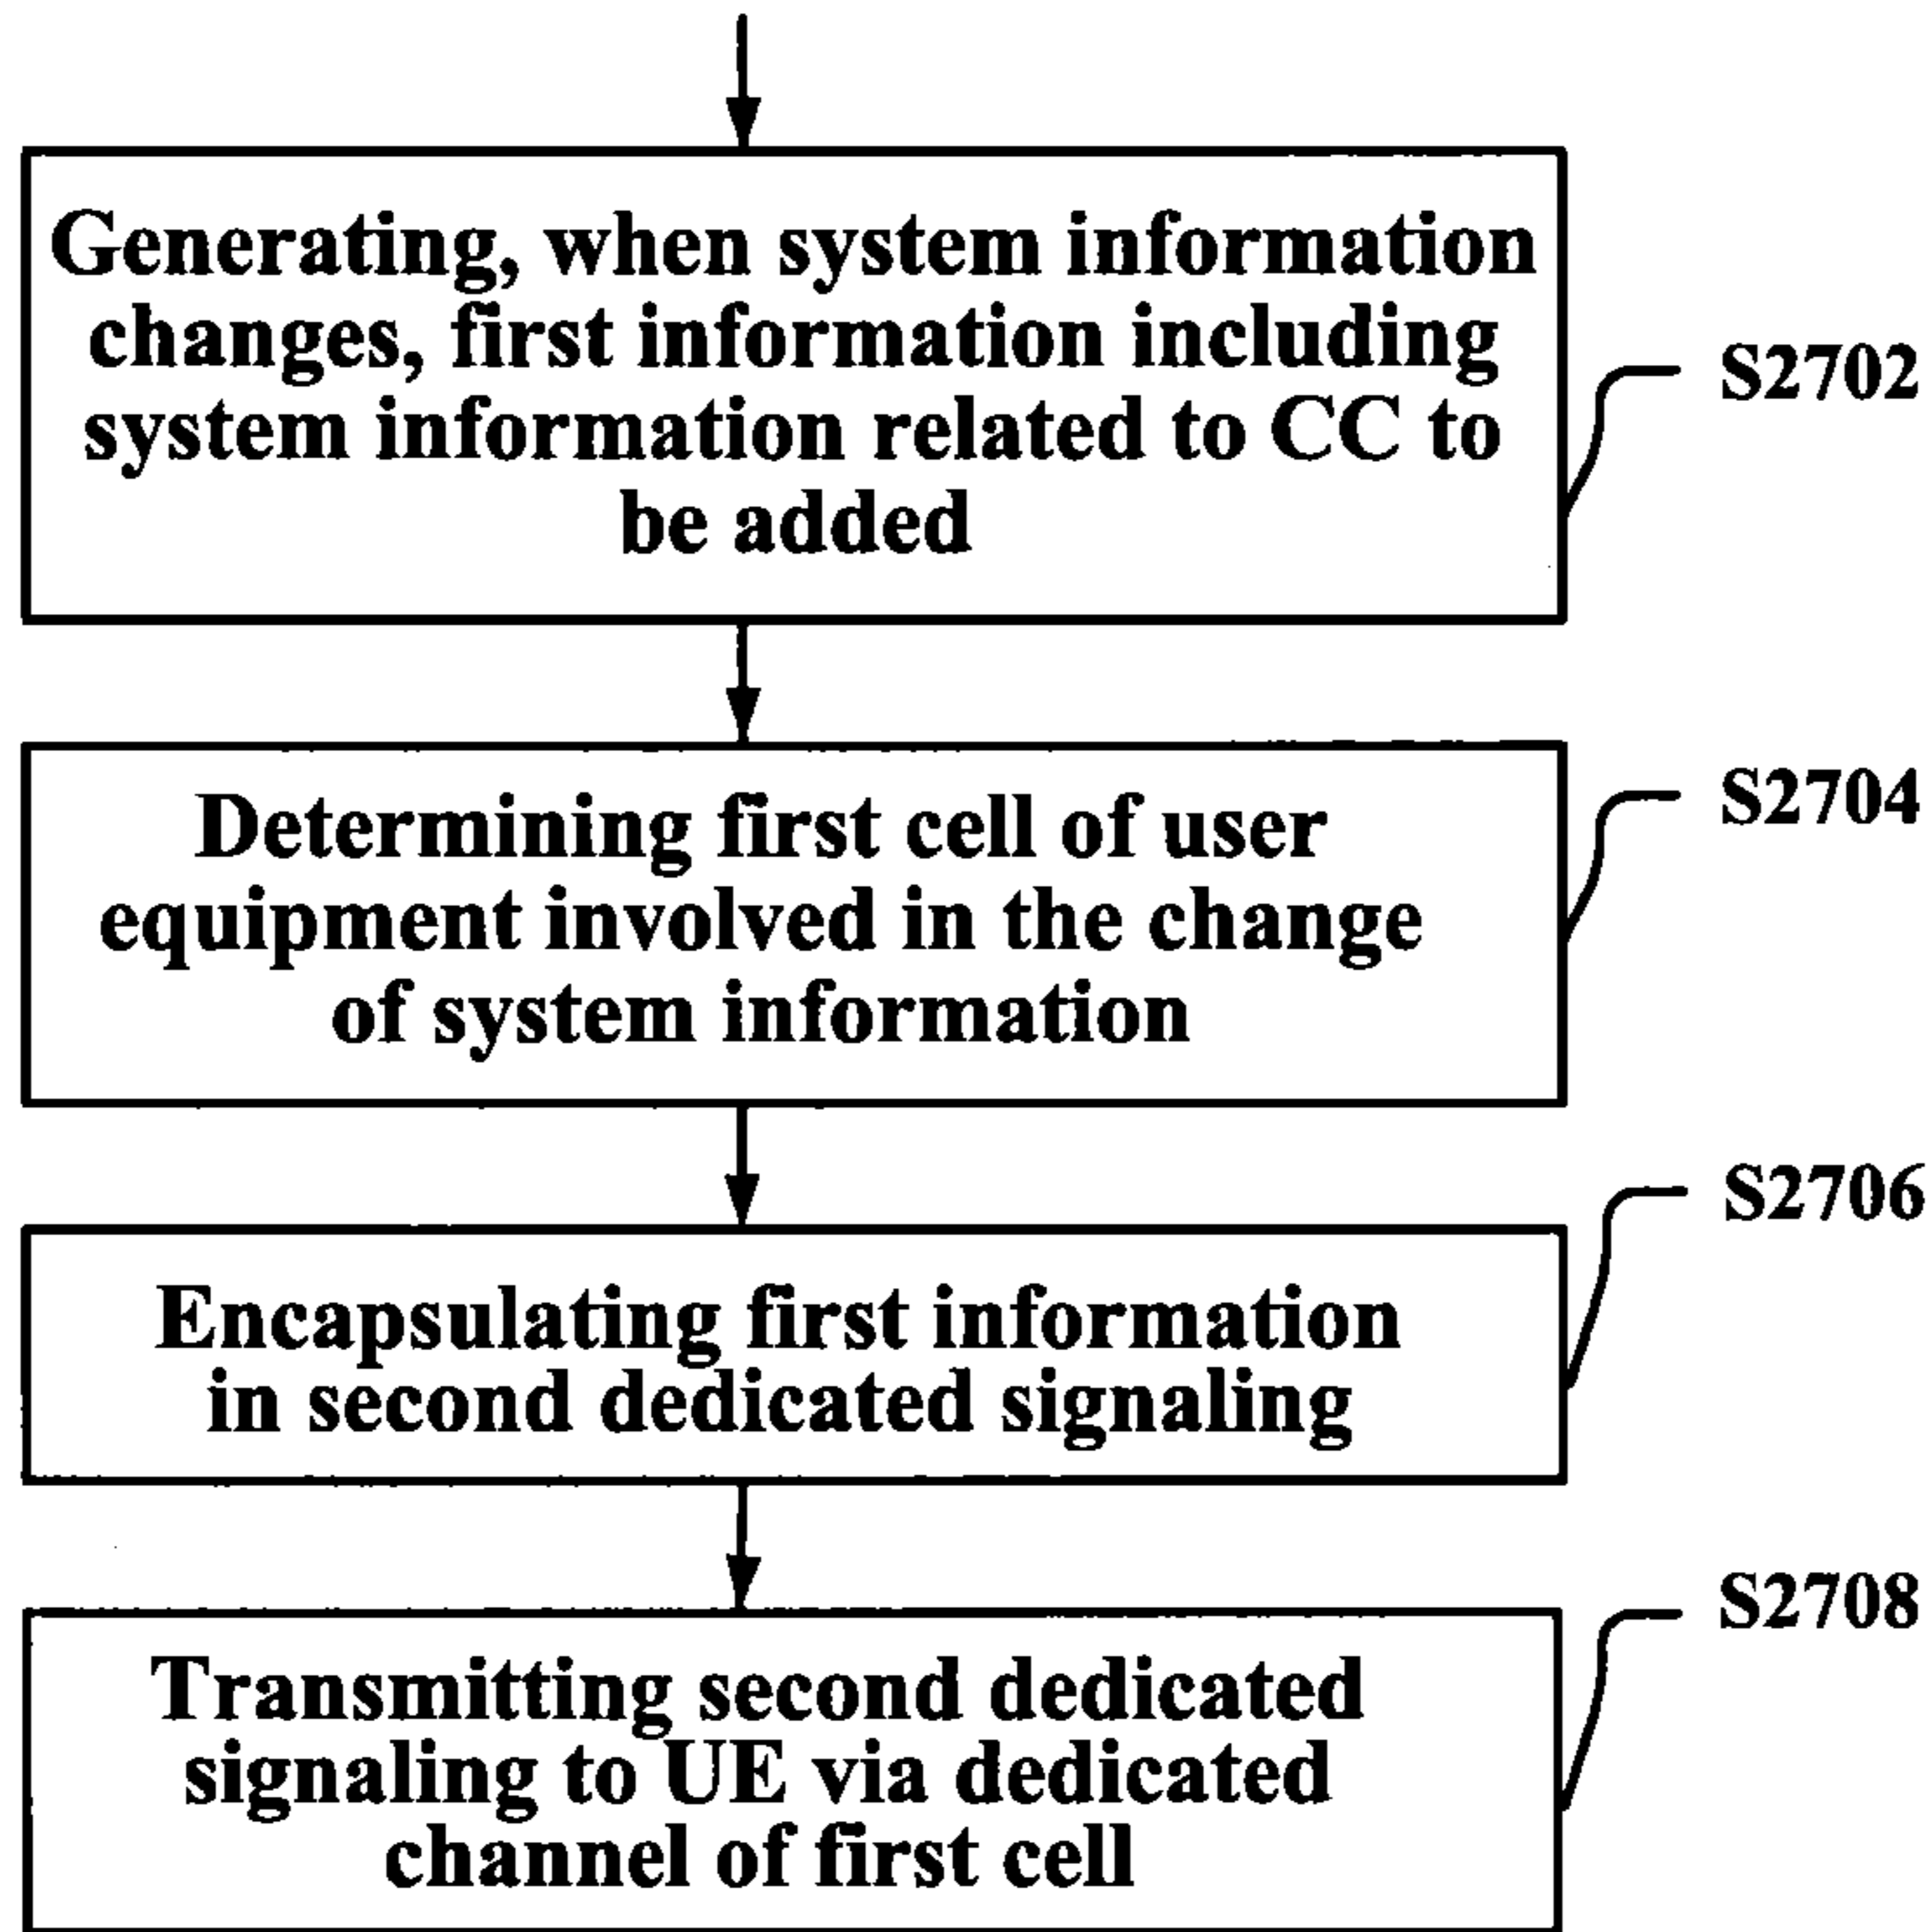 Generating, when system information
changes, first information including
system information related to CC to
be added
S2702
Determining first cell of user
equipment involved in the change
of system information
S2704
Encapsulating first information
in second dedicated signaling
S2706
Transmitting second dedicated
signaling to UE via dedicated
channel of first cell
S2708